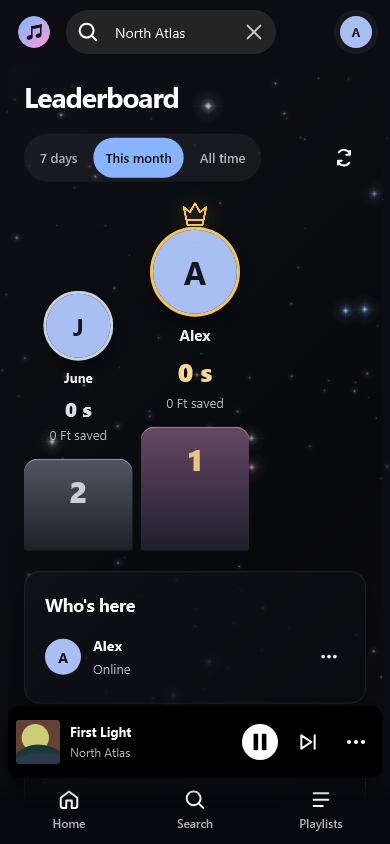 North Atlas
A
Leaderboard
7 days
This month
All time
A
Alex
0 s
0 Ft saved
1
J
June
0 s
0 Ft saved
2
Who's here
A
Alex
Online
First Light
North Atlas
Home
Search
Playlists